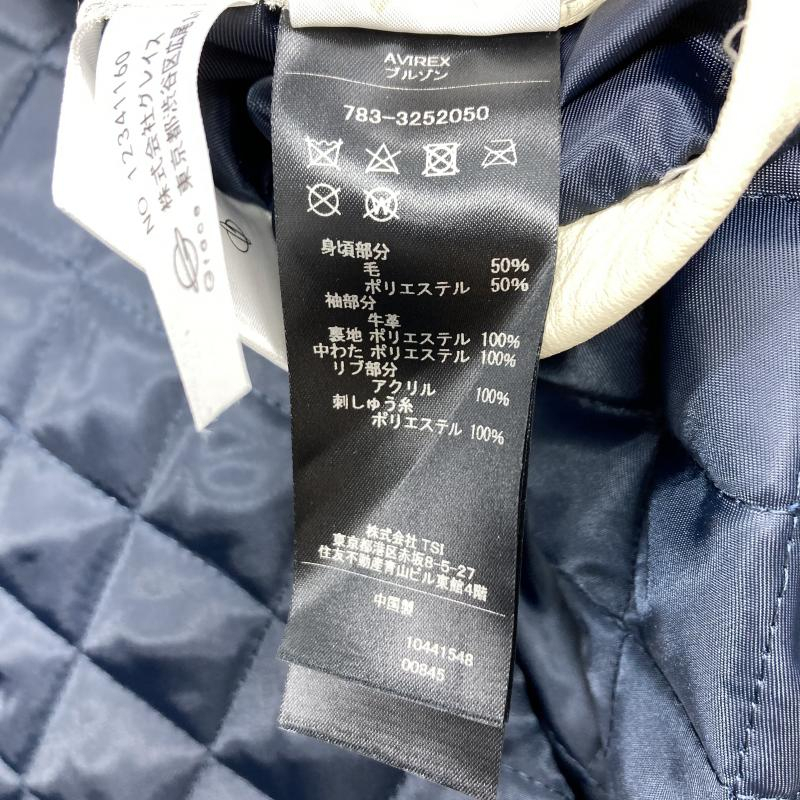 AVIREX
ブルゾン
783-3252050
身頃部分
毛 50%
ポリエステル 50%
袖部分
牛革
裏地 ポリエステル 100%
中わた ポリエステル 100%
リブ部分
アクリル 100%
刺しゅう糸
ポリエステル 100%
株式会社 TSI
東京都港区赤坂8-5-27
住友不動産青山ビル東館4階
中国製
10441548
00845
NO 12341160
株式会社グレイス
東京都渋谷区広尾